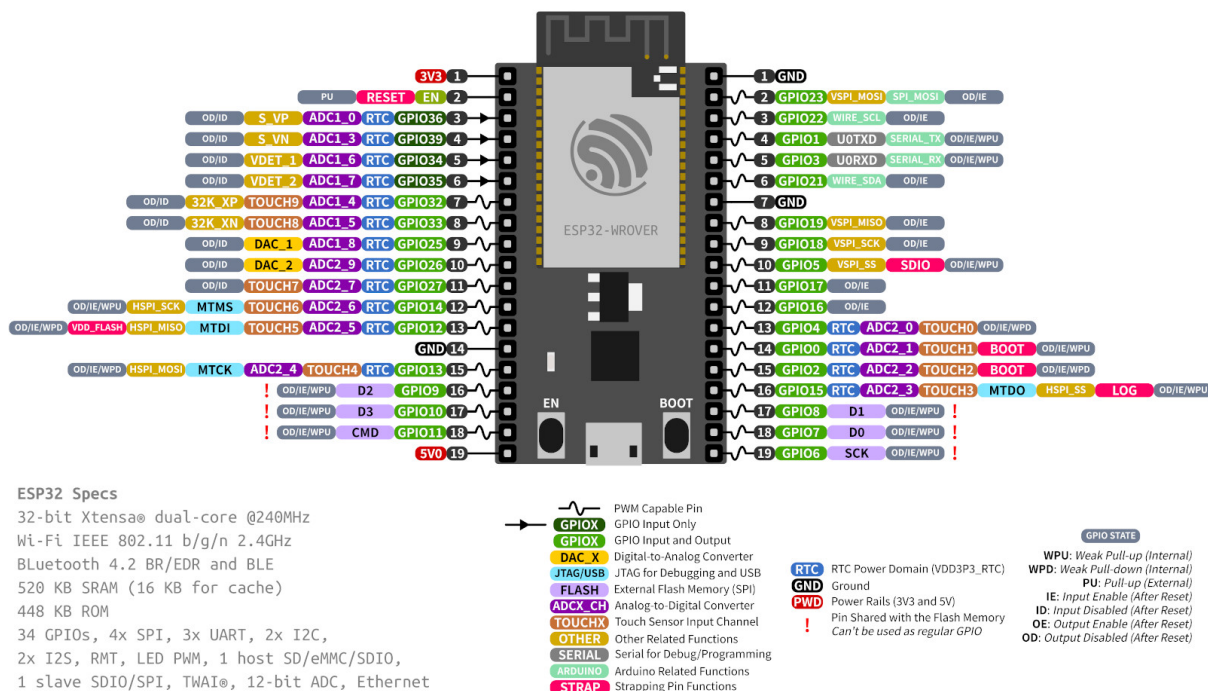 3V3 1
PU RESET EN 2
OD/ID S_VP ADC1_0 RTC GPIO36 3
OD/ID S_VN ADC1_3 RTC GPIO39 4
OD/ID VDET_1 ADC1_6 RTC GPIO34 5
OD/ID VDET_2 ADC1_7 RTC GPIO35 6
OD/ID 32K_XP TOUCH9 ADC1_4 RTC GPIO32 7
OD/ID 32K_XN TOUCH8 ADC1_5 RTC GPIO33 8
OD/ID DAC_1 ADC1_8 RTC GPIO25 9
OD/ID DAC_2 ADC2_9 RTC GPIO26 10
OD/ID TOUCH7 ADC2_7 RTC GPIO27 11
OD/IE/WPU HSPI_SCK MTMS TOUCH6 ADC2_6 RTC GPIO14 12
OD/IE/WPD VDD_FLASH HSPI_MISO MTDI TOUCH5 ADC2_5 RTC GPIO12 13
GND 14
OD/IE/WPD HSPI_MOSI MTCK ADC2_4 TOUCH4 RTC GPIO13 15
! OD/IE/WPU D2 GPIO9 16
! OD/IE/WPU D3 GPIO10 17
! OD/IE/WPU CMD GPIO11 18
5V0 19
ESP32-WROVER
EN
BOOT
1 GND
2 GPIO23 VSPI_MOSI SPI_MOSI OD/IE
3 GPIO22 WIRE_SCL OD/IE
4 GPIO1 U0TXD SERIAL_TX OD/IE/WPU
5 GPIO3 U0RXD SERIAL_RX OD/IE/WPU
6 GPIO21 WIRE_SDA OD/IE
7 GND
8 GPIO19 VSPI_MISO OD/IE
9 GPIO18 VSPI_SCK OD/IE
10 GPIO5 VSPI_SS SDIO OD/IE/WPU
11 GPIO17 OD/IE
12 GPIO16 OD/IE
13 GPIO4 RTC ADC2_0 TOUCH0 OD/IE/WPD
14 GPIO0 RTC ADC2_1 TOUCH1 BOOT OD/IE/WPU
15 GPIO2 RTC ADC2_2 TOUCH2 BOOT OD/IE/WPD
16 GPIO15 RTC ADC2_3 TOUCH3 MTDO HSPI_SS LOG OD/IE/WPU
17 GPIO8 D1 OD/IE/WPU !
18 GPIO7 D0 OD/IE/WPU !
19 GPIO6 SCK OD/IE/WPU !
ESP32 Specs
32-bit Xtensa® dual-core @240MHz
Wi-Fi IEEE 802.11 b/g/n 2.4GHz
BLuetooth 4.2 BR/EDR and BLE
520 KB SRAM (16 KB for cache)
448 KB ROM
34 GPIOs, 4x SPI, 3x UART, 2x I2C,
2x I2S, RMT, LED PWM, 1 host SD/eMMC/SDIO,
1 slave SDIO/SPI, TWAI®, 12-bit ADC, Ethernet
PWM Capable Pin
GPIOX GPIO Input Only
GPIOX GPIO Input and Output
DAC_X Digital-to-Analog Converter
JTAG/USB JTAG for Debugging and USB
FLASH External Flash Memory (SPI)
ADCX_CH Analog-to-Digital Converter
TOUCHX Touch Sensor Input Channel
OTHER Other Related Functions
SERIAL Serial for Debug/Programming
ARDUINO Arduino Related Functions
STRAP Strapping Pin Functions
RTC RTC Power Domain (VDD3P3_RTC)
GND Ground
PWD Power Rails (3V3 and 5V)
! Pin Shared with the Flash Memory
Can't be used as regular GPIO
GPIO STATE
WPU: Weak Pull-up (Internal)
WPD: Weak Pull-down (Internal)
PU: Pull-up (External)
IE: Input Enable (After Reset)
ID: Input Disabled (After Reset)
OE: Output Enable (After Reset)
OD: Output Disabled (After Reset)